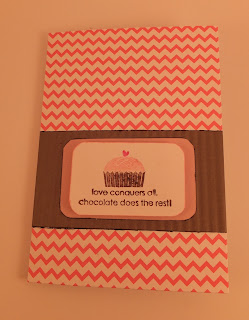 love conquers all,
chocolate does the rest!